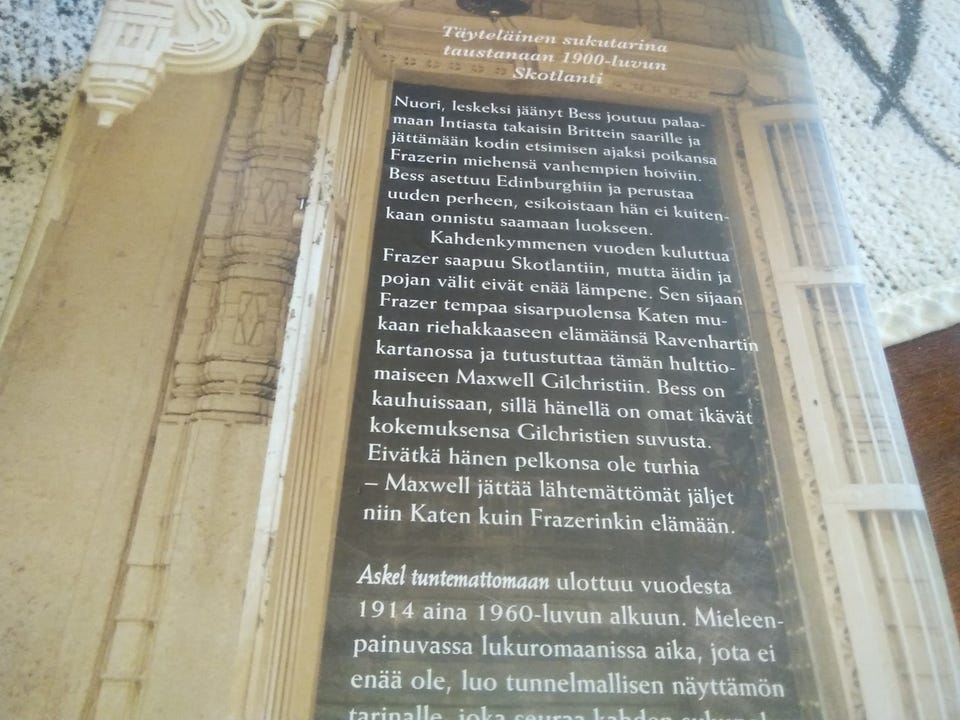 Täyteläinen sukutarina
taustanaan 1900-luvun
Skotlanti
Nuori, leskeksi jäänyt Bess joutuu palaa-
maan Intiasta takaisin Brittein saarille ja
jättämään kodin etsimisen ajaksi poikansa
Frazerin miehensä vanhempien hoiviin.
Bess asettuu Edinburghiin ja perustaa
uuden perheen, esikoistaan hän ei kuiten-
kaan onnistu saamaan luokseen.
Kahdenkymmenen vuoden kuluttua
Frazer saapuu Skotlantiin, mutta äidin ja
pojan välit eivät enää lämpene. Sen sijaan
Frazer tempaa sisarpuolensa Katen mu-
kaan riehakkaaseen elämäänsä Ravenhartin
kartanossa ja tutustuttaa tämän hulttio-
maiseen Maxwell Gilchristiin. Bess on
kauhuissaan, sillä hänellä on omat ikävät
kokemuksensa Gilchristien suvusta.
Eivätkä hänen pelkonsa ole turhia
– Maxwell jättää lähtemättömät jäljet
niin Katen kuin Frazerinkin elämään.
Askel tuntemattomaan ulottuu vuodesta
1914 aina 1960-luvun alkuun. Mieleen-
painuvassa lukuromaanissa aika, jota ei
enää ole, luo tunnelmallisen näyttämön
tarinalle, joka seuraa kahden